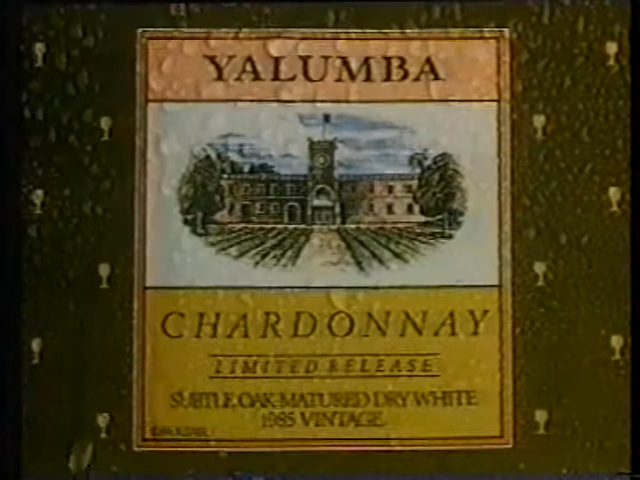 YALUMBA
CHARDONNAY
LIMITED RELEASE
SUBTLE OAK-MATURED DRY WHITE
1985 VINTAGE